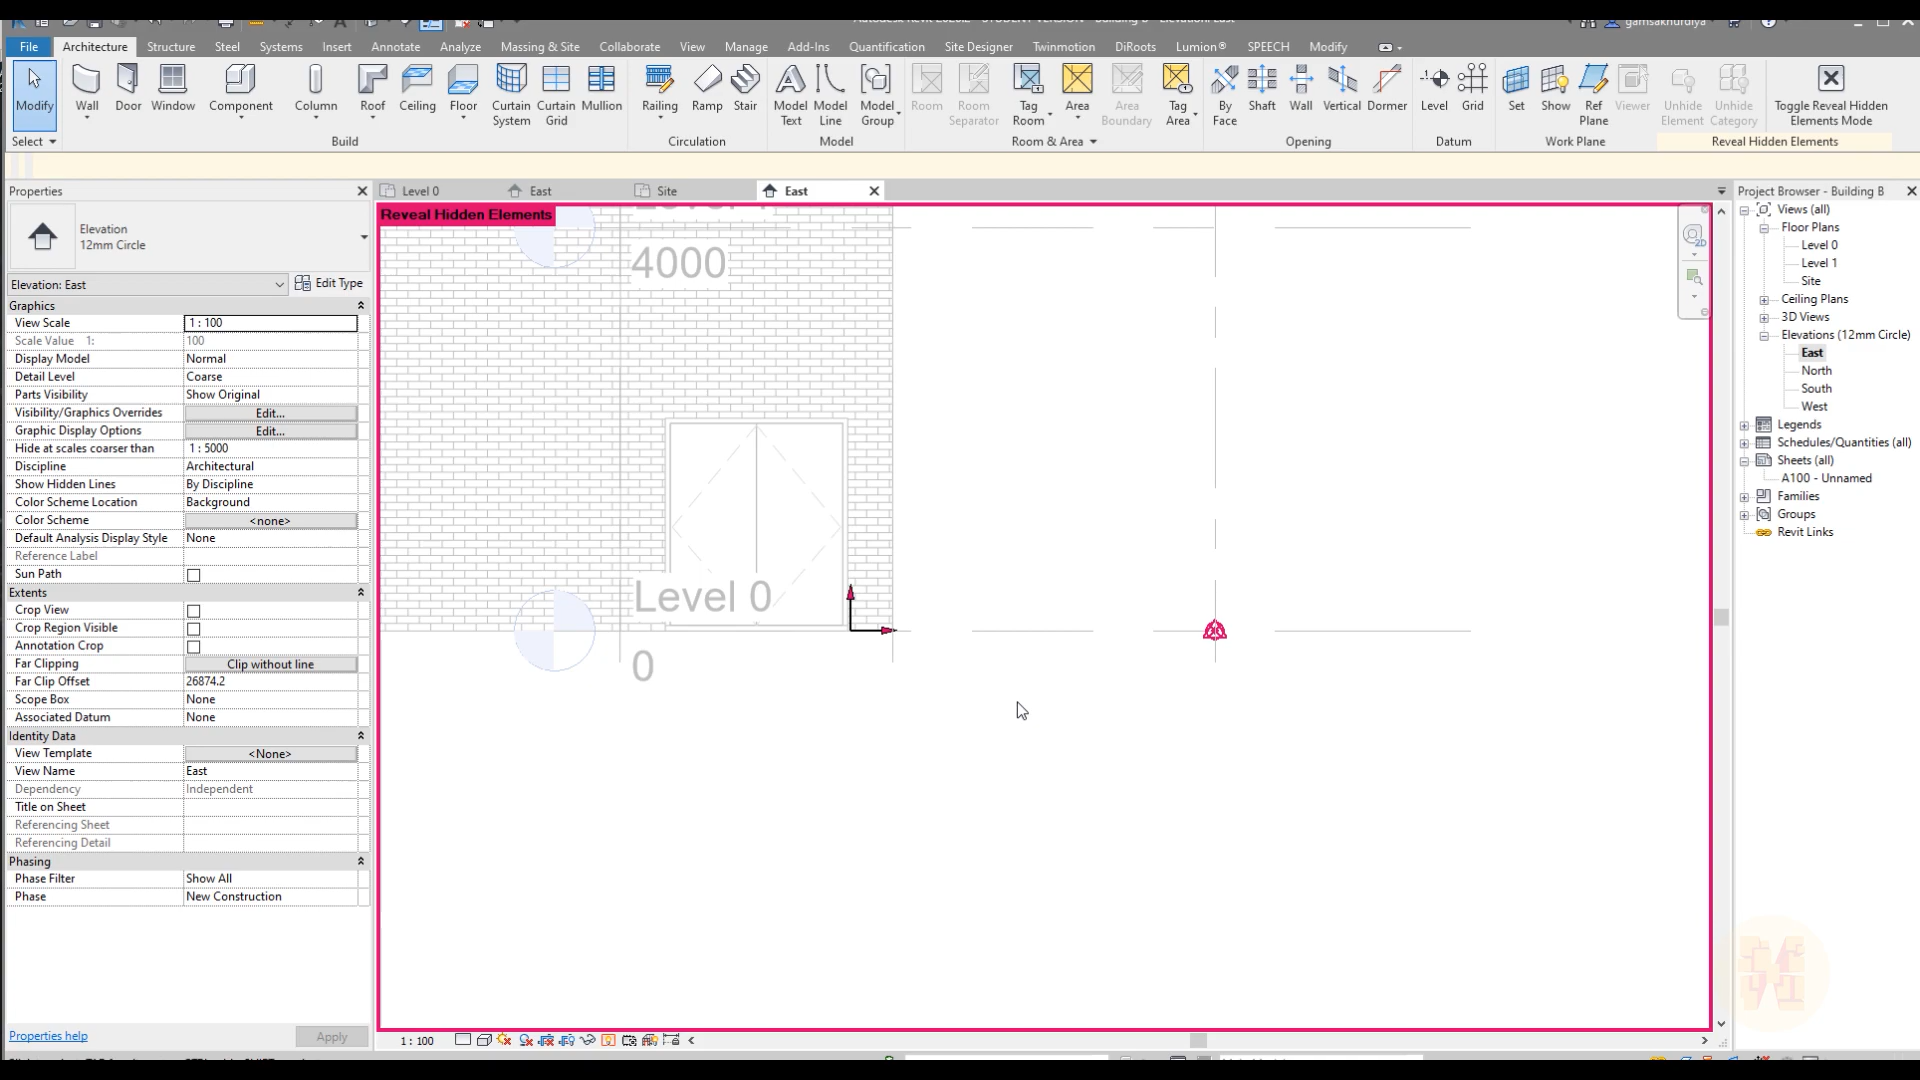 gamsakhurdiya
File Architecture Structure Steel Systems Insert Annotate Analyze Massing & Site Collaborate View Manage Add-Ins Quantification Site Designer Twinmotion DiRoots Lumion® SPEECH Modify
Modify Wall Door Window Component Column Roof Ceiling Floor Curtain System Curtain Grid Mullion Railing Ramp Stair Model Text Model Line Model Group Room Room Separator Tag Room Area Area Boundary Tag Area By Face Shaft Wall Vertical Dormer Level Grid Set Show Ref Plane Viewer Unhide Element Unhide Category Toggle Reveal Hidden Elements Mode
Select Build Circulation Model Room & Area Opening Datum Work Plane Reveal Hidden Elements
Properties
Level 0 East Site East
Project Browser - Building B
Elevation
12mm Circle
Elevation: East Edit Type
Graphics
View Scale 1 : 100
Scale Value 1: 100
Display Model Normal
Detail Level Coarse
Parts Visibility Show Original
Visibility/Graphics Overrides Edit...
Graphic Display Options Edit...
Hide at scales coarser than 1 : 5000
Discipline Architectural
Show Hidden Lines By Discipline
Color Scheme Location Background
Color Scheme <none>
Default Analysis Display Style None
Reference Label
Sun Path
Extents
Crop View
Crop Region Visible
Annotation Crop
Far Clipping Clip without line
Far Clip Offset 26874.2
Scope Box None
Associated Datum None
Identity Data
View Template <None>
View Name East
Dependency Independent
Title on Sheet
Referencing Sheet
Referencing Detail
Phasing
Phase Filter Show All
Phase New Construction
Properties help Apply
Reveal Hidden Elements
4000
Level 0
0
2D
1 : 100
Views (all)
Floor Plans
Level 0
Level 1
Site
Ceiling Plans
3D Views
Elevations (12mm Circle)
East
North
South
West
Legends
Schedules/Quantities (all)
Sheets (all)
A100 - Unnamed
Families
Groups
Revit Links